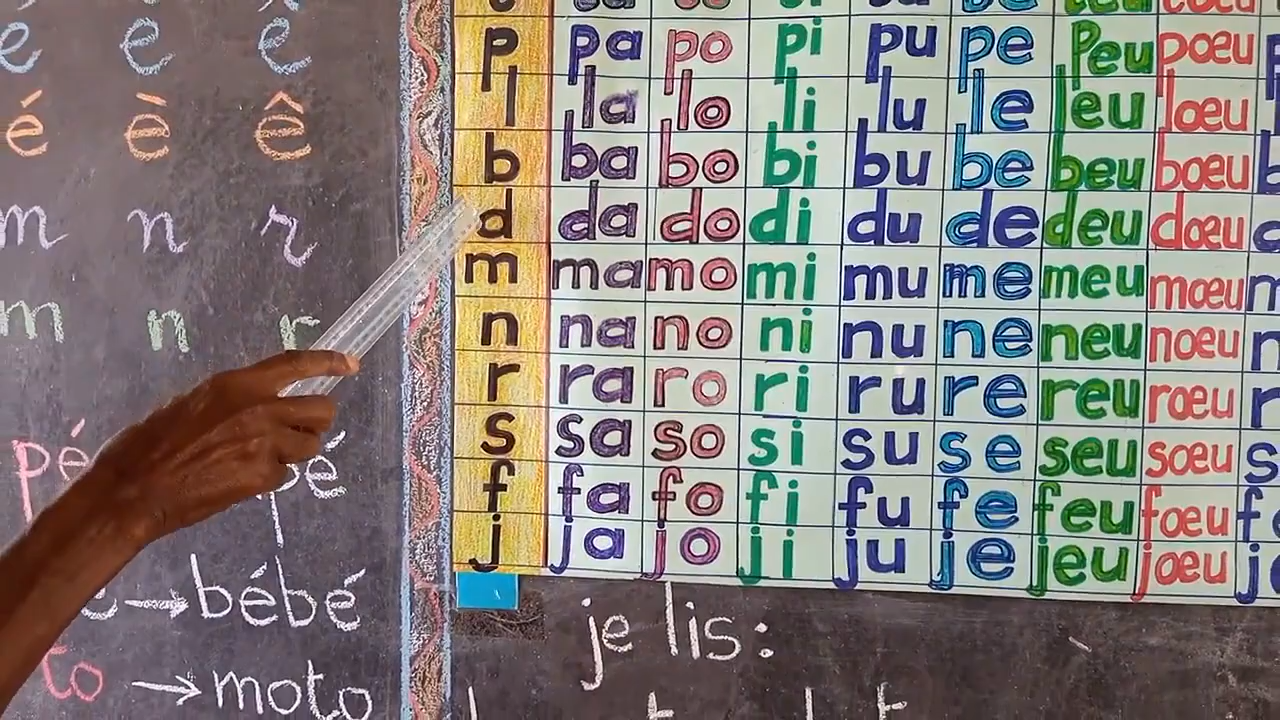 e è ê
é è ê
m n r
m n r
pé pé
bébé
to → moto
p pa po pi pu pe peu pœu
l la lo li lu le leu lœu
b ba bo bi bu be beu bœu
d da do di du de deu dœu
m ma mo mi mu me meu mœu
n na no ni nu ne neu nœu
r ra ro ri ru re reu rœu
s sa so si su se seu sœu
f fa fo fi fu fe feu fœu
j ja jo ji ju je jeu jœu
je lis: